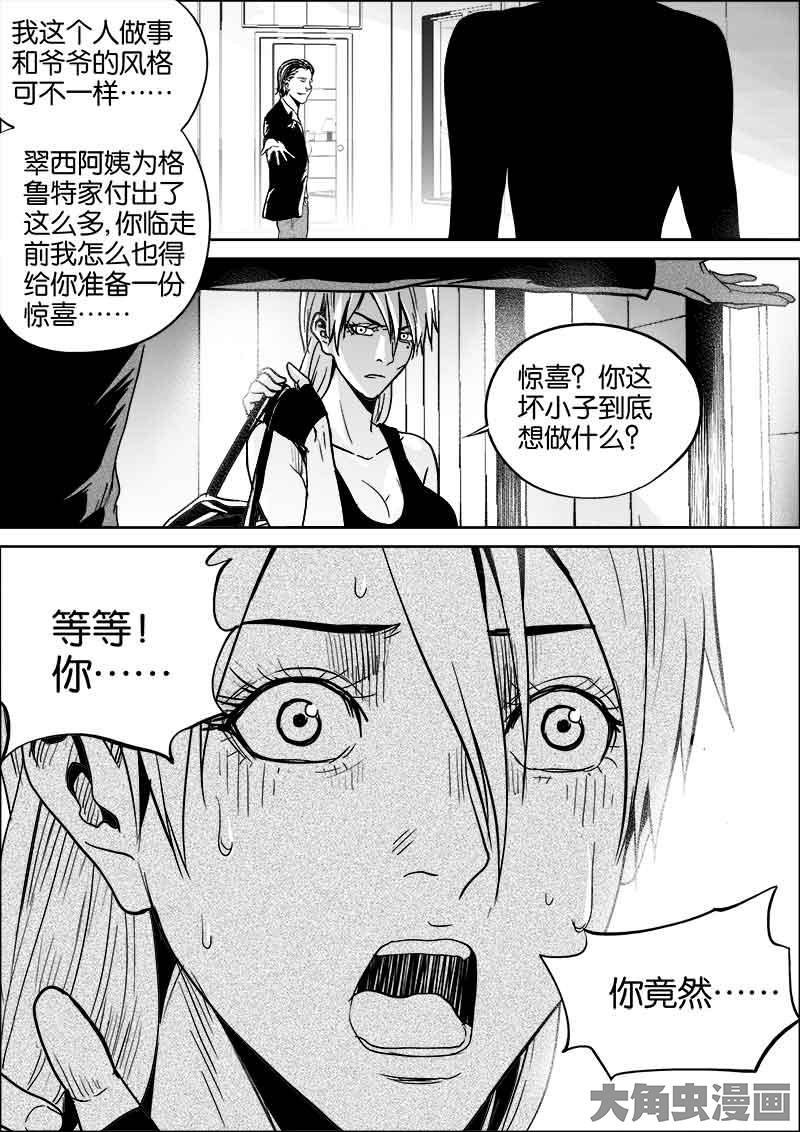 我这个人做事
和爷爷的风格
可不一样……
翠西阿姨为格
鲁特家付出了
这么多,你临走
前我怎么也得
给你准备一份
惊喜……
惊喜？你这
坏小子到底
想做什么？
等等！
你……
你竟然……
大角虫漫画